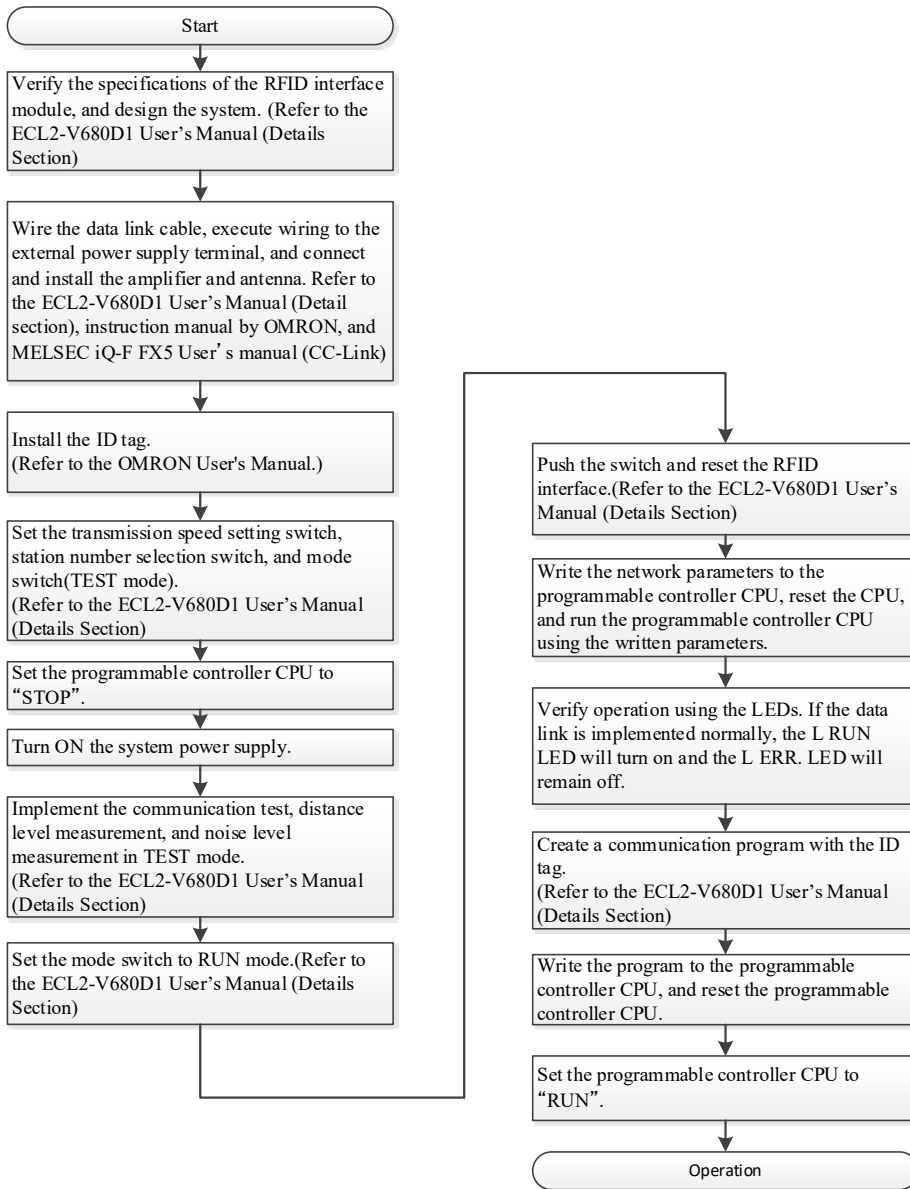 Start
Verify the specifications of the RFID interface
module, and design the system. (Refer to the
ECL2-V680D1 User’s Manual (Details
Section)
Wire the data link cable, execute wiring to the
external power supply terminal, and connect
and install the amplifier and antenna. Refer to
the ECL2-V680D1 User’s Manual (Detail
section), instruction manual by OMRON, and
MELSEC iQ-F FX5 User’s manual (CC-Link)
Install the ID tag.
(Refer to the OMRON User's Manual.)
Set the transmission speed setting switch,
station number selection switch, and mode
switch(TEST mode).
(Refer to the ECL2-V680D1 User’s Manual
(Details Section)
Set the programmable controller CPU to
“STOP”.
Turn ON the system power supply.
Implement the communication test, distance
level measurement, and noise level
measurement in TEST mode.
(Refer to the ECL2-V680D1 User’s Manual
(Details Section)
Set the mode switch to RUN mode.(Refer to
the ECL2-V680D1 User’s Manual (Details
Section)
Push the switch and reset the RFID
interface.(Refer to the ECL2-V680D1 User’s
Manual (Details Section)
Write the network parameters to the
programmable controller CPU, reset the CPU,
and run the programmable controller CPU
using the written parameters.
Verify operation using the LEDs. If the data
link is implemented normally, the L RUN
LED will turn on and the L ERR. LED will
remain off.
Create a communication program with the ID
tag.
(Refer to the ECL2-V680D1 User’s Manual
(Details Section)
Write the program to the programmable
controller CPU, and reset the programmable
controller CPU.
Set the programmable controller CPU to
“RUN”.
Operation